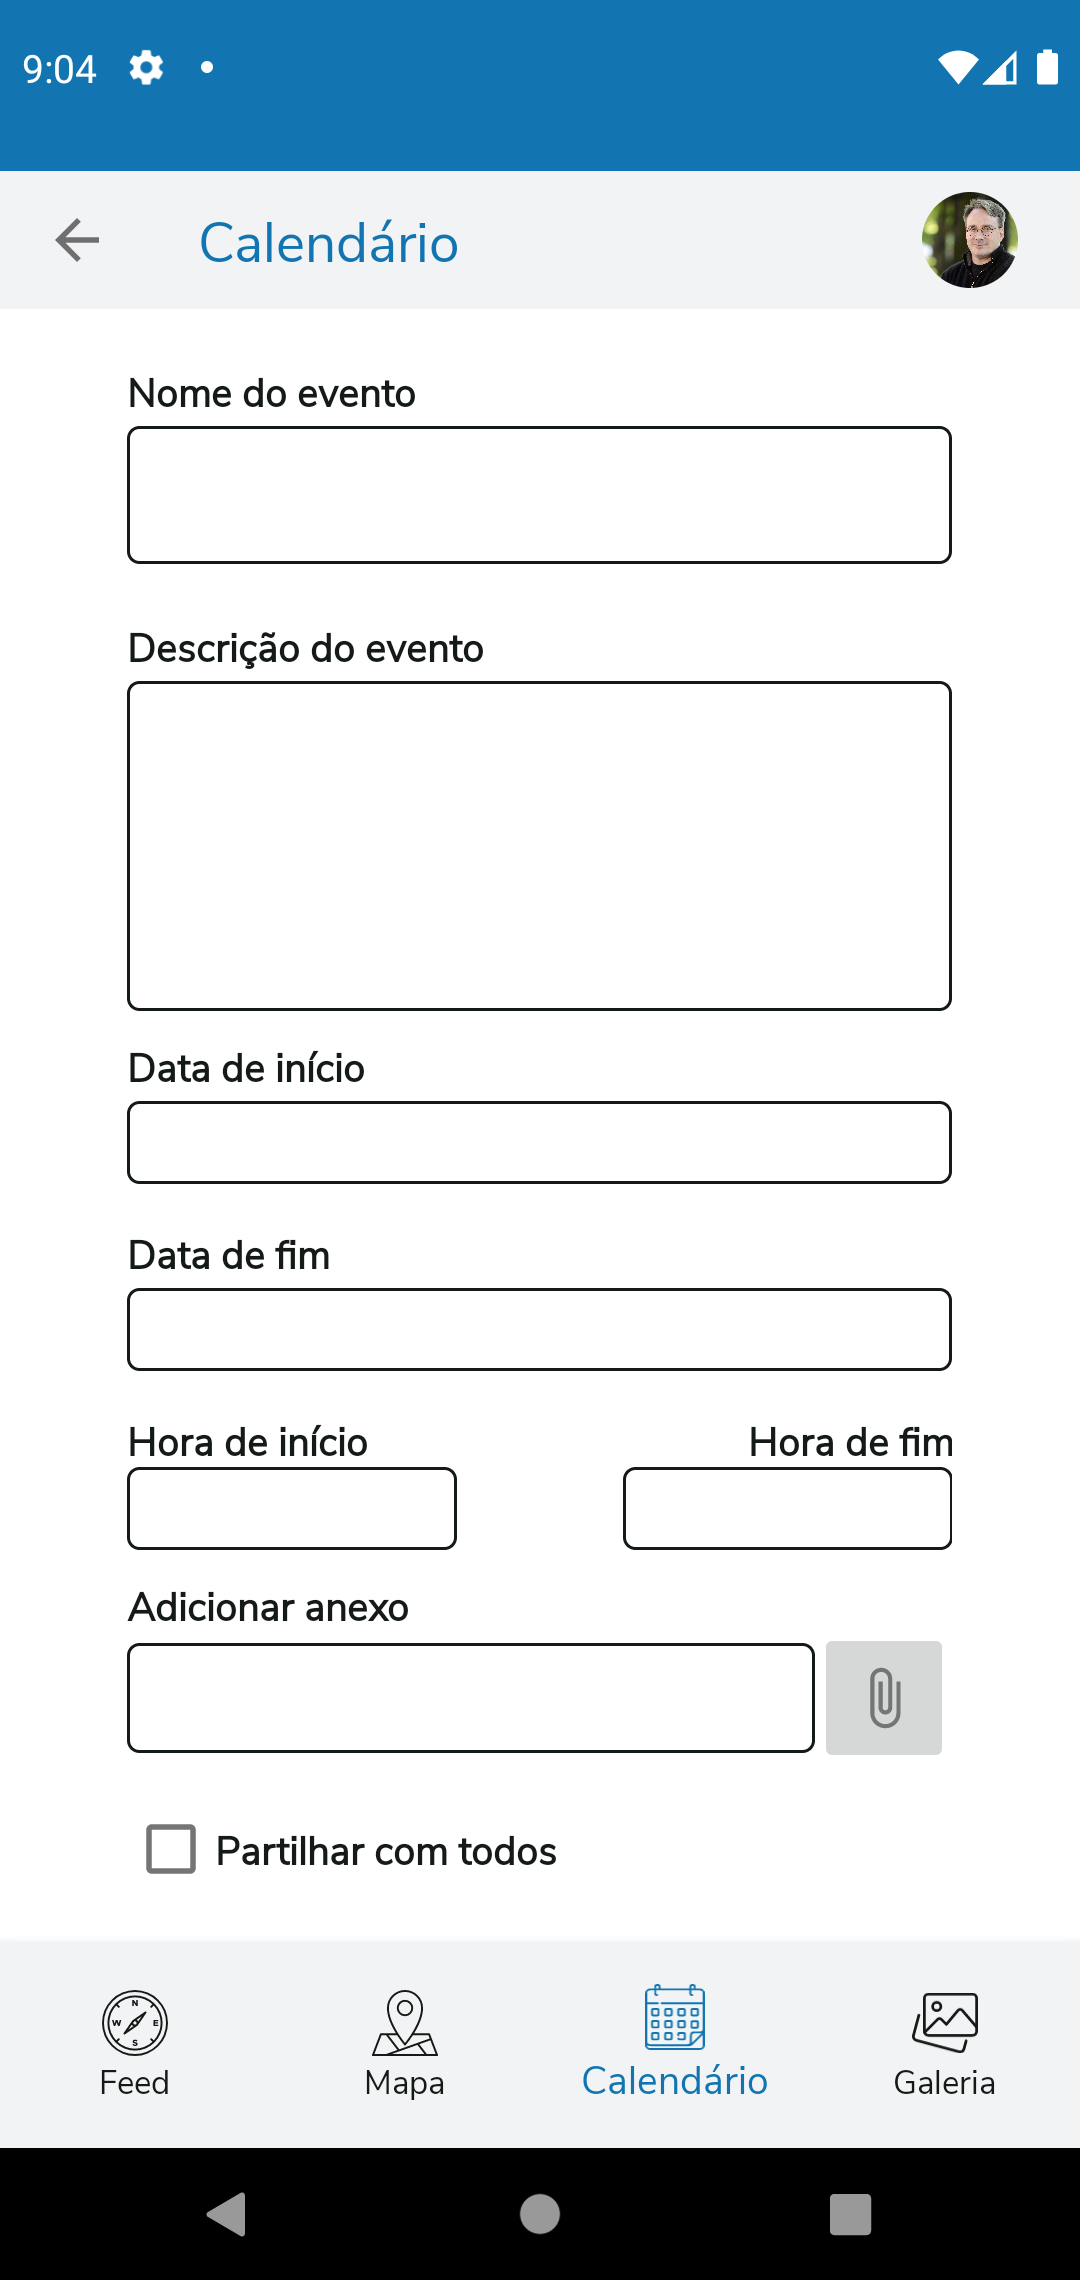 9:04
Calendário
Nome do evento
Descrição do evento
Data de início
Data de fim
Hora de início Hora de fim
Adicionar anexo
Partilhar com todos
N
W E
S
Feed Mapa Calendário Galeria